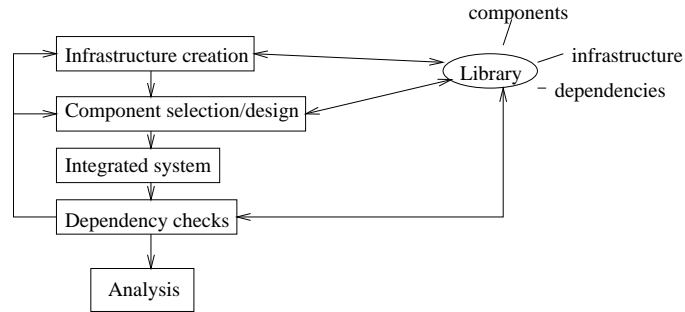 components
Infrastructure creation
infrastructure
Library
dependencies
Component selection/design
Integrated system
Dependency checks
Analysis